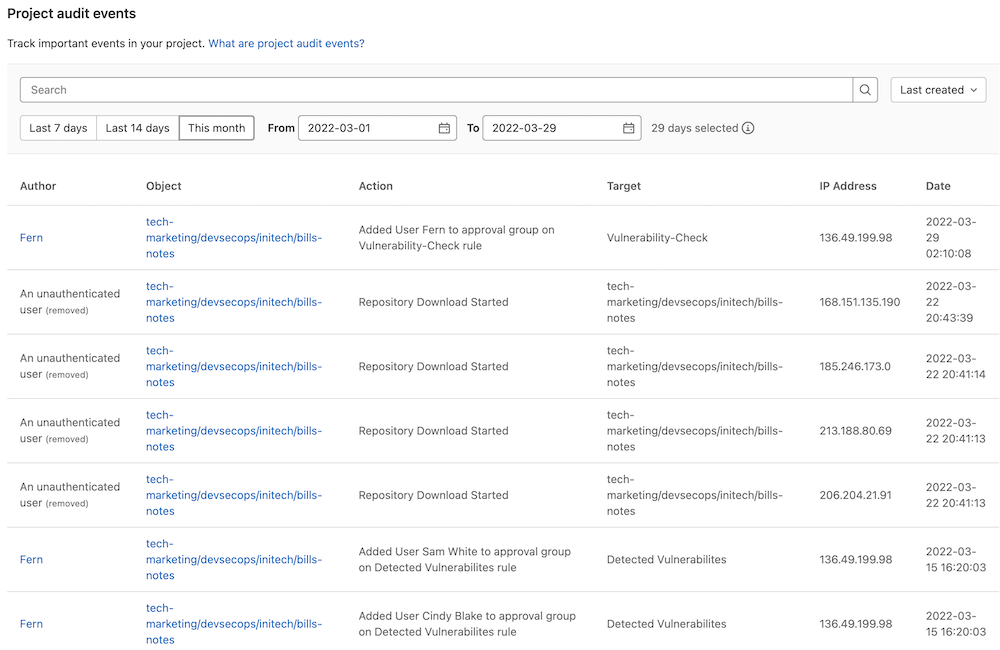 Project audit events
Track important events in your project. What are project audit events?
Search
Last created
Last 7 days Last 14 days This month From 2022-03-01 To 2022-03-29 29 days selected
Author Object Action Target IP Address Date
Fern
tech-
marketing/devsecops/initech/bills-
notes
Added User Fern to approval group on
Vulnerability-Check rule
Vulnerability-Check
136.49.199.98
2022-03-
29
02:10:08
An unauthenticated
user (removed)
tech-
marketing/devsecops/initech/bills-
notes
Repository Download Started
tech-
marketing/devsecops/initech/bills-
notes
168.151.135.190
2022-03-
22
20:43:39
An unauthenticated
user (removed)
tech-
marketing/devsecops/initech/bills-
notes
Repository Download Started
tech-
marketing/devsecops/initech/bills-
notes
185.246.173.0
2022-03-
22 20:41:14
An unauthenticated
user (removed)
tech-
marketing/devsecops/initech/bills-
notes
Repository Download Started
tech-
marketing/devsecops/initech/bills-
notes
213.188.80.69
2022-03-
22 20:41:13
An unauthenticated
user (removed)
tech-
marketing/devsecops/initech/bills-
notes
Repository Download Started
tech-
marketing/devsecops/initech/bills-
notes
206.204.21.91
2022-03-
22 20:41:13
Fern
tech-
marketing/devsecops/initech/bills-
notes
Added User Sam White to approval group
on Detected Vulnerabilites rule
Detected Vulnerabilites
136.49.199.98
2022-03-
15 16:20:03
Fern
tech-
marketing/devsecops/initech/bills-
notes
Added User Cindy Blake to approval group
on Detected Vulnerabilites rule
Detected Vulnerabilites
136.49.199.98
2022-03-
15 16:20:03